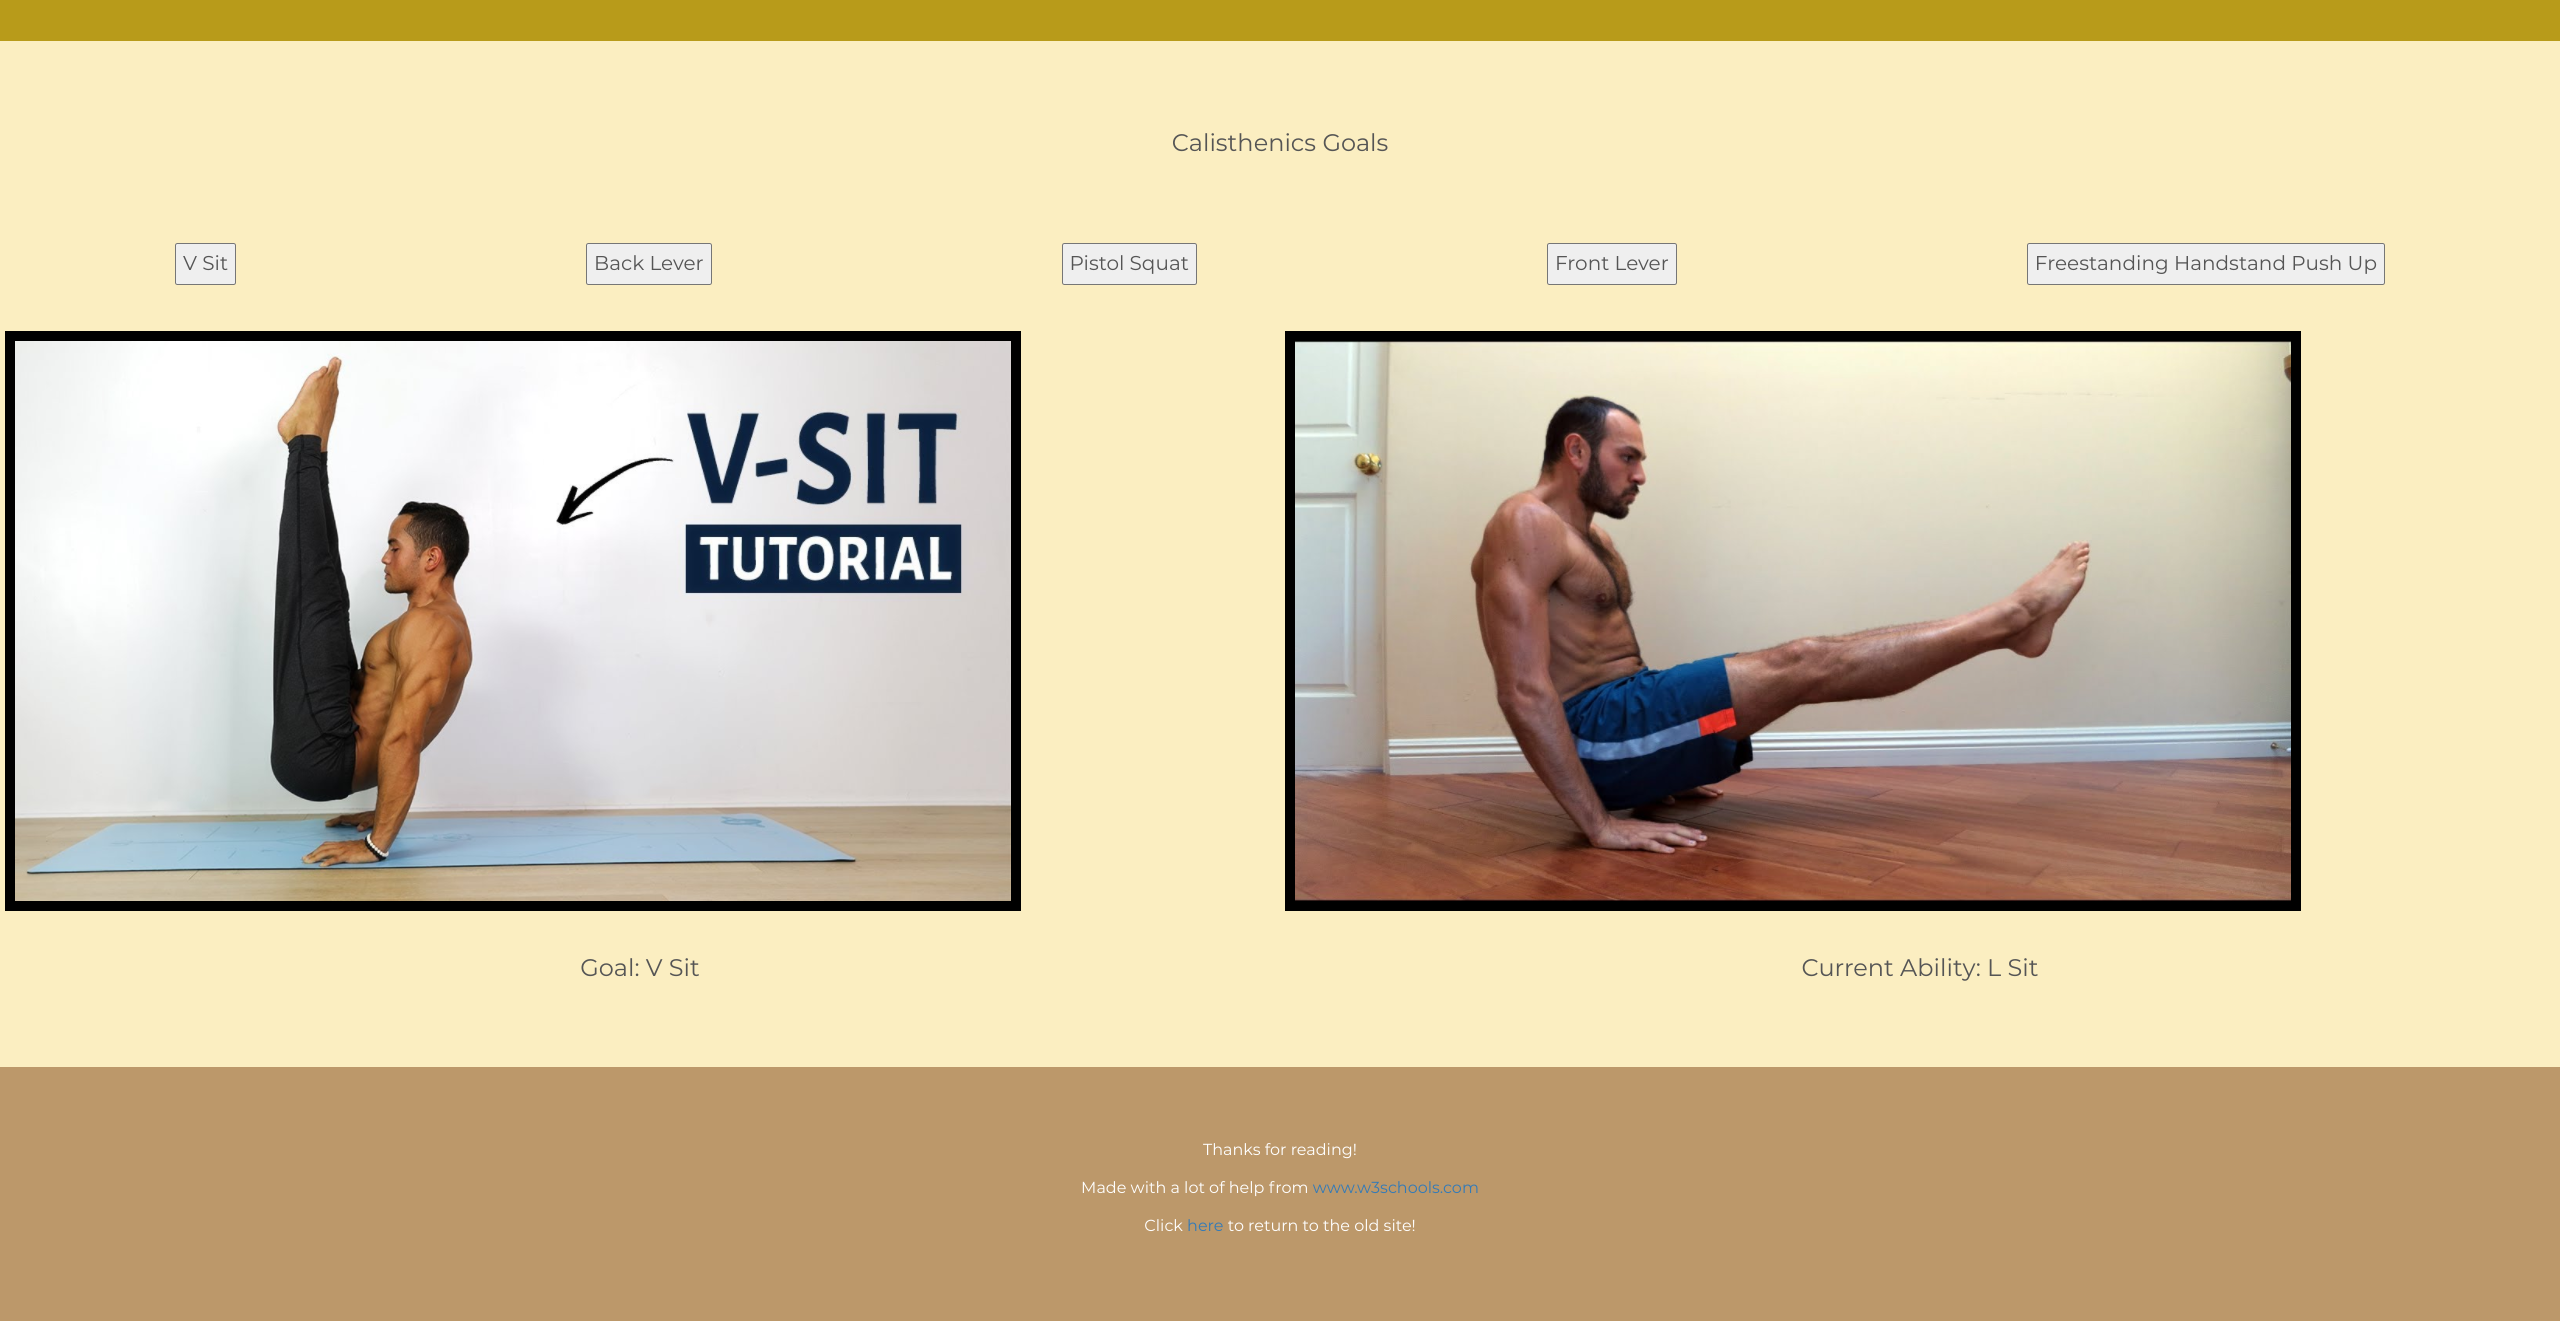 Calisthenics Goals
V Sit
Back Lever
Pistol Squat
Front Lever
Freestanding Handstand Push Up
V-SIT
TUTORIAL
Goal: V Sit
Current Ability: L Sit
Thanks for reading!
Made with a lot of help from www.w3schools.com
Click here to return to the old site!